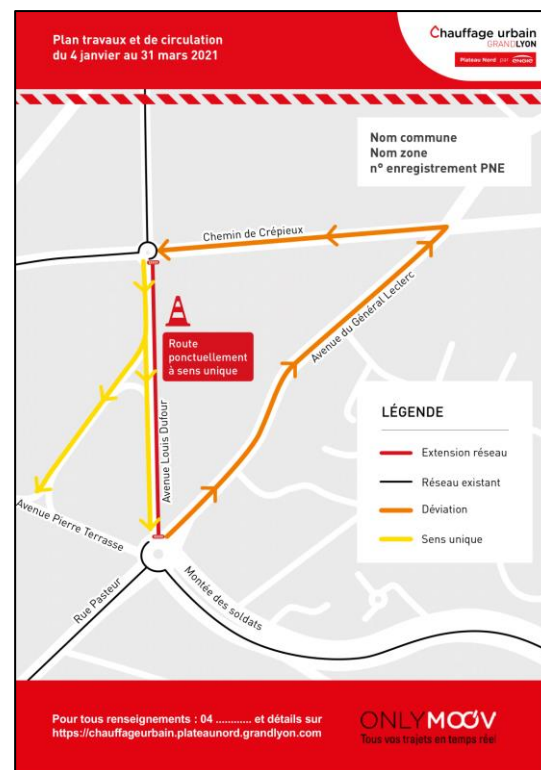 Plan travaux et de circulation
du 4 janvier au 31 mars 2021
Chauffage urbain
GRANDLYON
Plateau Nord par ENGIE
Nom commune
Nom zone
n° enregistrement PNE
Chemin de Crépieux
Avenue du Général Leclerc
Route
ponctuellement
à sens unique
Avenue Louis Dufour
LÉGENDE
Extension réseau
Réseau existant
Déviation
Sens unique
Avenue Pierre Terrasse
Rue Pasteur
Montée des soldats
Pour tous renseignements : 04 ............ et détails sur
https://chauffageurbain.plateaunord.grandlyon.com
ONLYMOOV
Tous vos trajets en temps réel